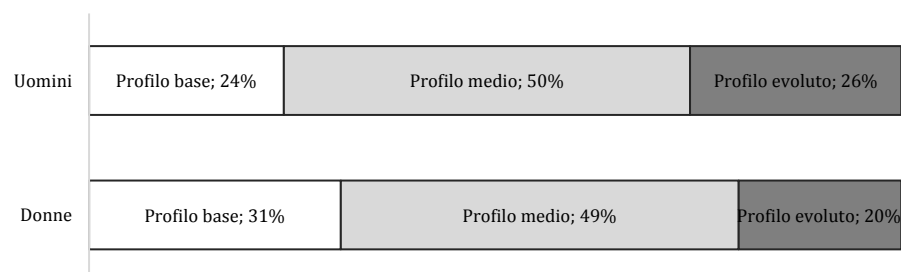 Uomini
Profilo base; 24%
Profilo medio; 50%
Profilo evoluto; 26%
Donne
Profilo base; 31%
Profilo medio; 49%
Profilo evoluto; 20%